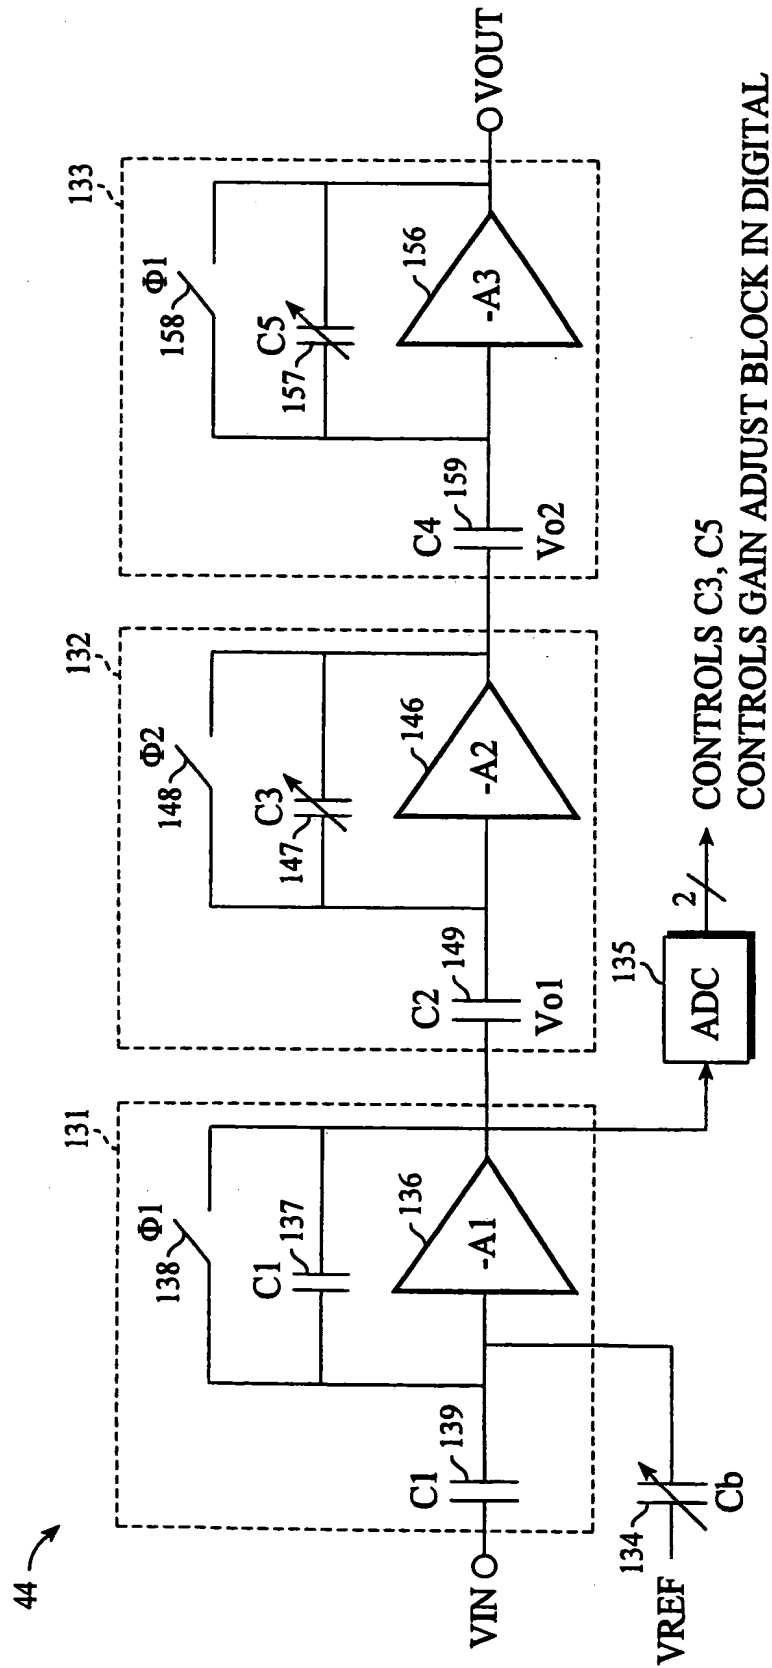 44
131
Φ1
138
C1
137
136
-A1
C1
139
VIN
VREF
134
Cb
132
Φ2
148
C3
147
146
-A2
C2
149
Vo1
ADC
135
2
CONTROLS C3, C5
CONTROLS GAIN ADJUST BLOCK IN DIGITAL
133
Φ1
158
C5
157
156
-A3
C4
159
Vo2
VOUT